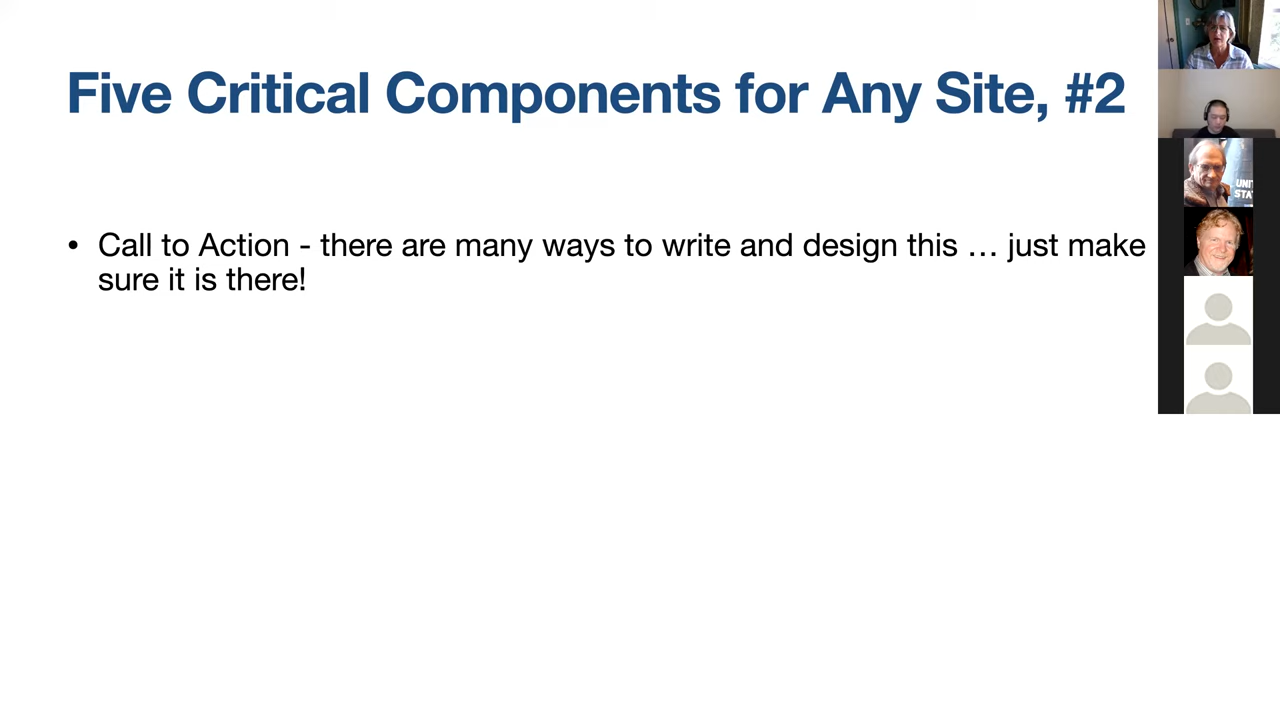 Five Critical Components for Any Site, #2
• Call to Action - there are many ways to write and design this … just make
sure it is there!